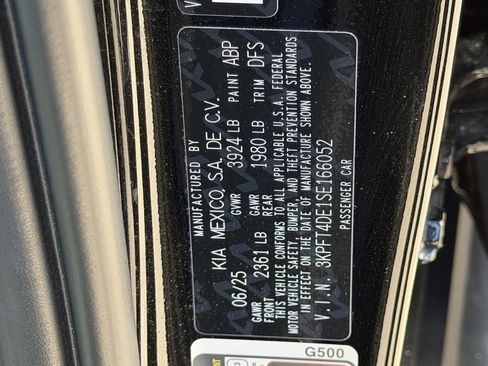 MANUFACTURED BY
KIA MEXICO, S.A. DE C.V.
06/25 GVWR 3924 LB PAINT ABP
GAWR FRONT 2361 LB GAWR REAR 1980 LB TRIM DFS
THIS VEHICLE CONFORMS TO ALL APPLICABLE U.S.A. FEDERAL
MOTOR VEHICLE SAFETY, BUMPER, AND THEFT PREVENTION STANDARDS
IN EFFECT ON THE DATE OF MANUFACTURE SHOWN ABOVE.
V.I.N. 3KPFT4DE1SE166052
PASSENGER CAR
G500